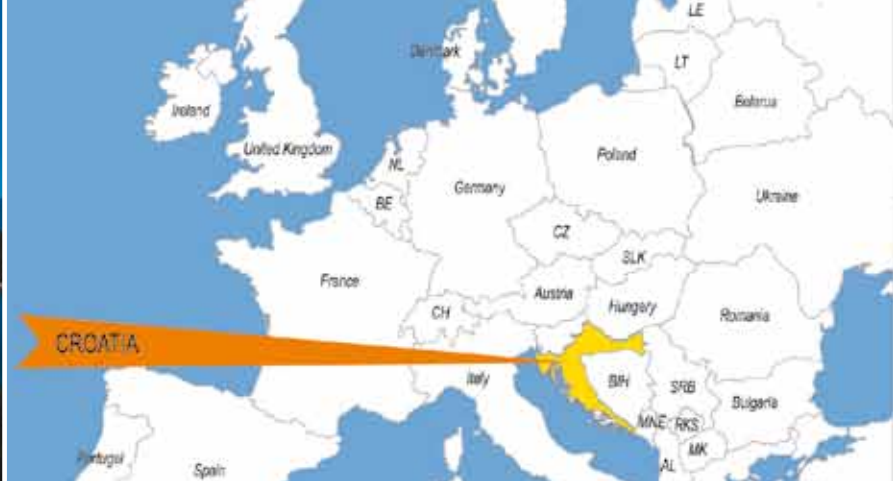 LE
Denmark
LT
Ireland
Belarus
United Kingdom
NL
Poland
BE
Germany
Ukraine
CZ
SLK
France
Austria
CH
Hungary
Romania
CROATIA
Italy
BIH
SRB
Bulgaria
MNE
RKS
MK
Portugal
Spain
AL